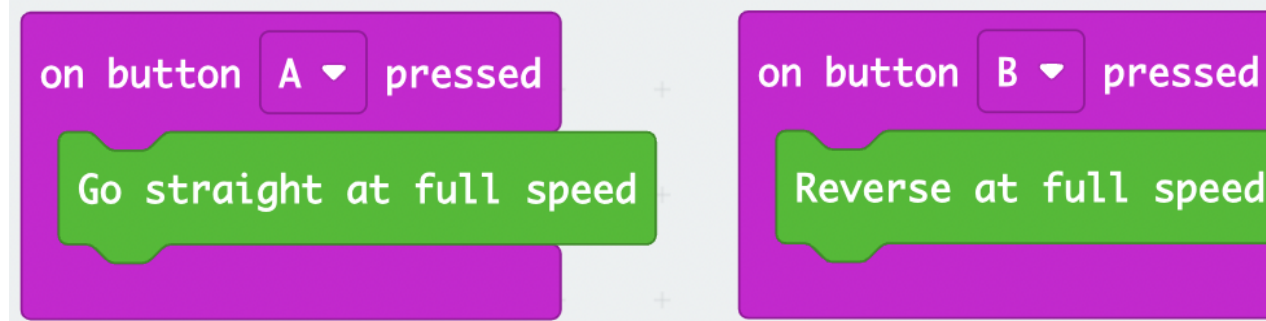 on button A pressed
Go straight at full speed
on button B pressed
Reverse at full speed